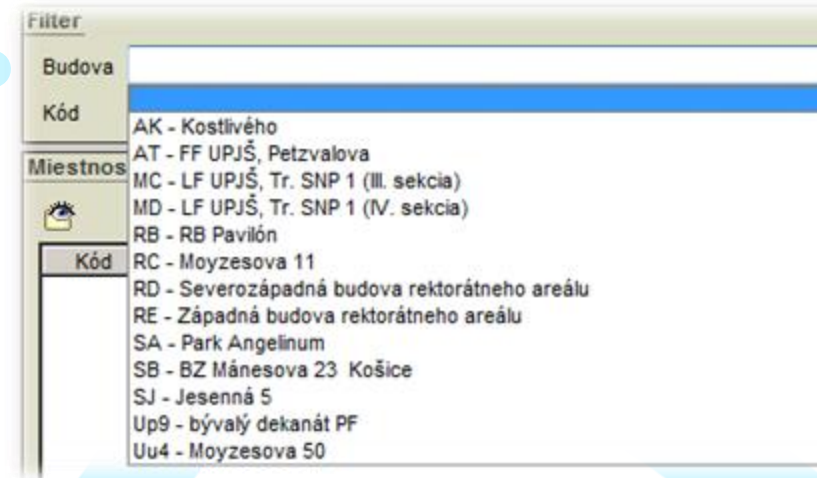 Filter
Budova
Kód
AK - Kostlivého
AT - FF UPJŠ, Petzvalova
MC - LF UPJŠ, Tr. SNP 1 (III. sekcia)
MD - LF UPJŠ, Tr. SNP 1 (IV. sekcia)
RB - RB Pavilón
RC - Moyzesova 11
RD - Severozápadná budova rektorátneho areálu
RE - Západná budova rektorátneho areálu
SA - Park Angelinum
SB - BZ Mánesova 23 Košice
SJ - Jesenná 5
Up9 - bývalý dekanát PF
Uu4 - Moyzesova 50
Miestnos
Kód